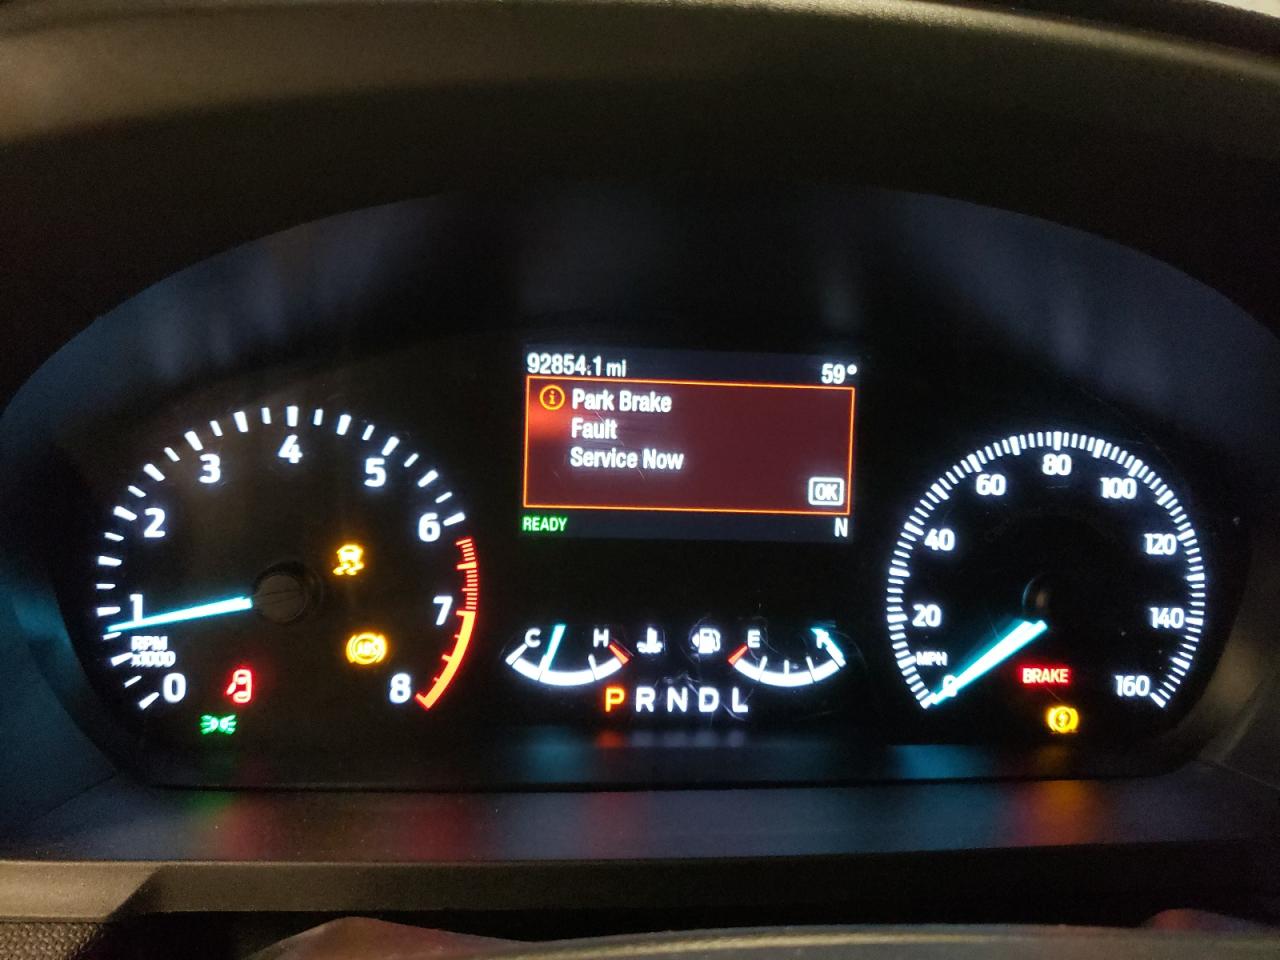 92854.1 mi 59°
Park Brake
Fault
Service Now
OK
READY N
0 1 2 3 4 5 6 7 8
RPM
x1000
ABS
C H E F
P R N D L
0 20 40 60 80 100 120 140 160
MPH
BRAKE